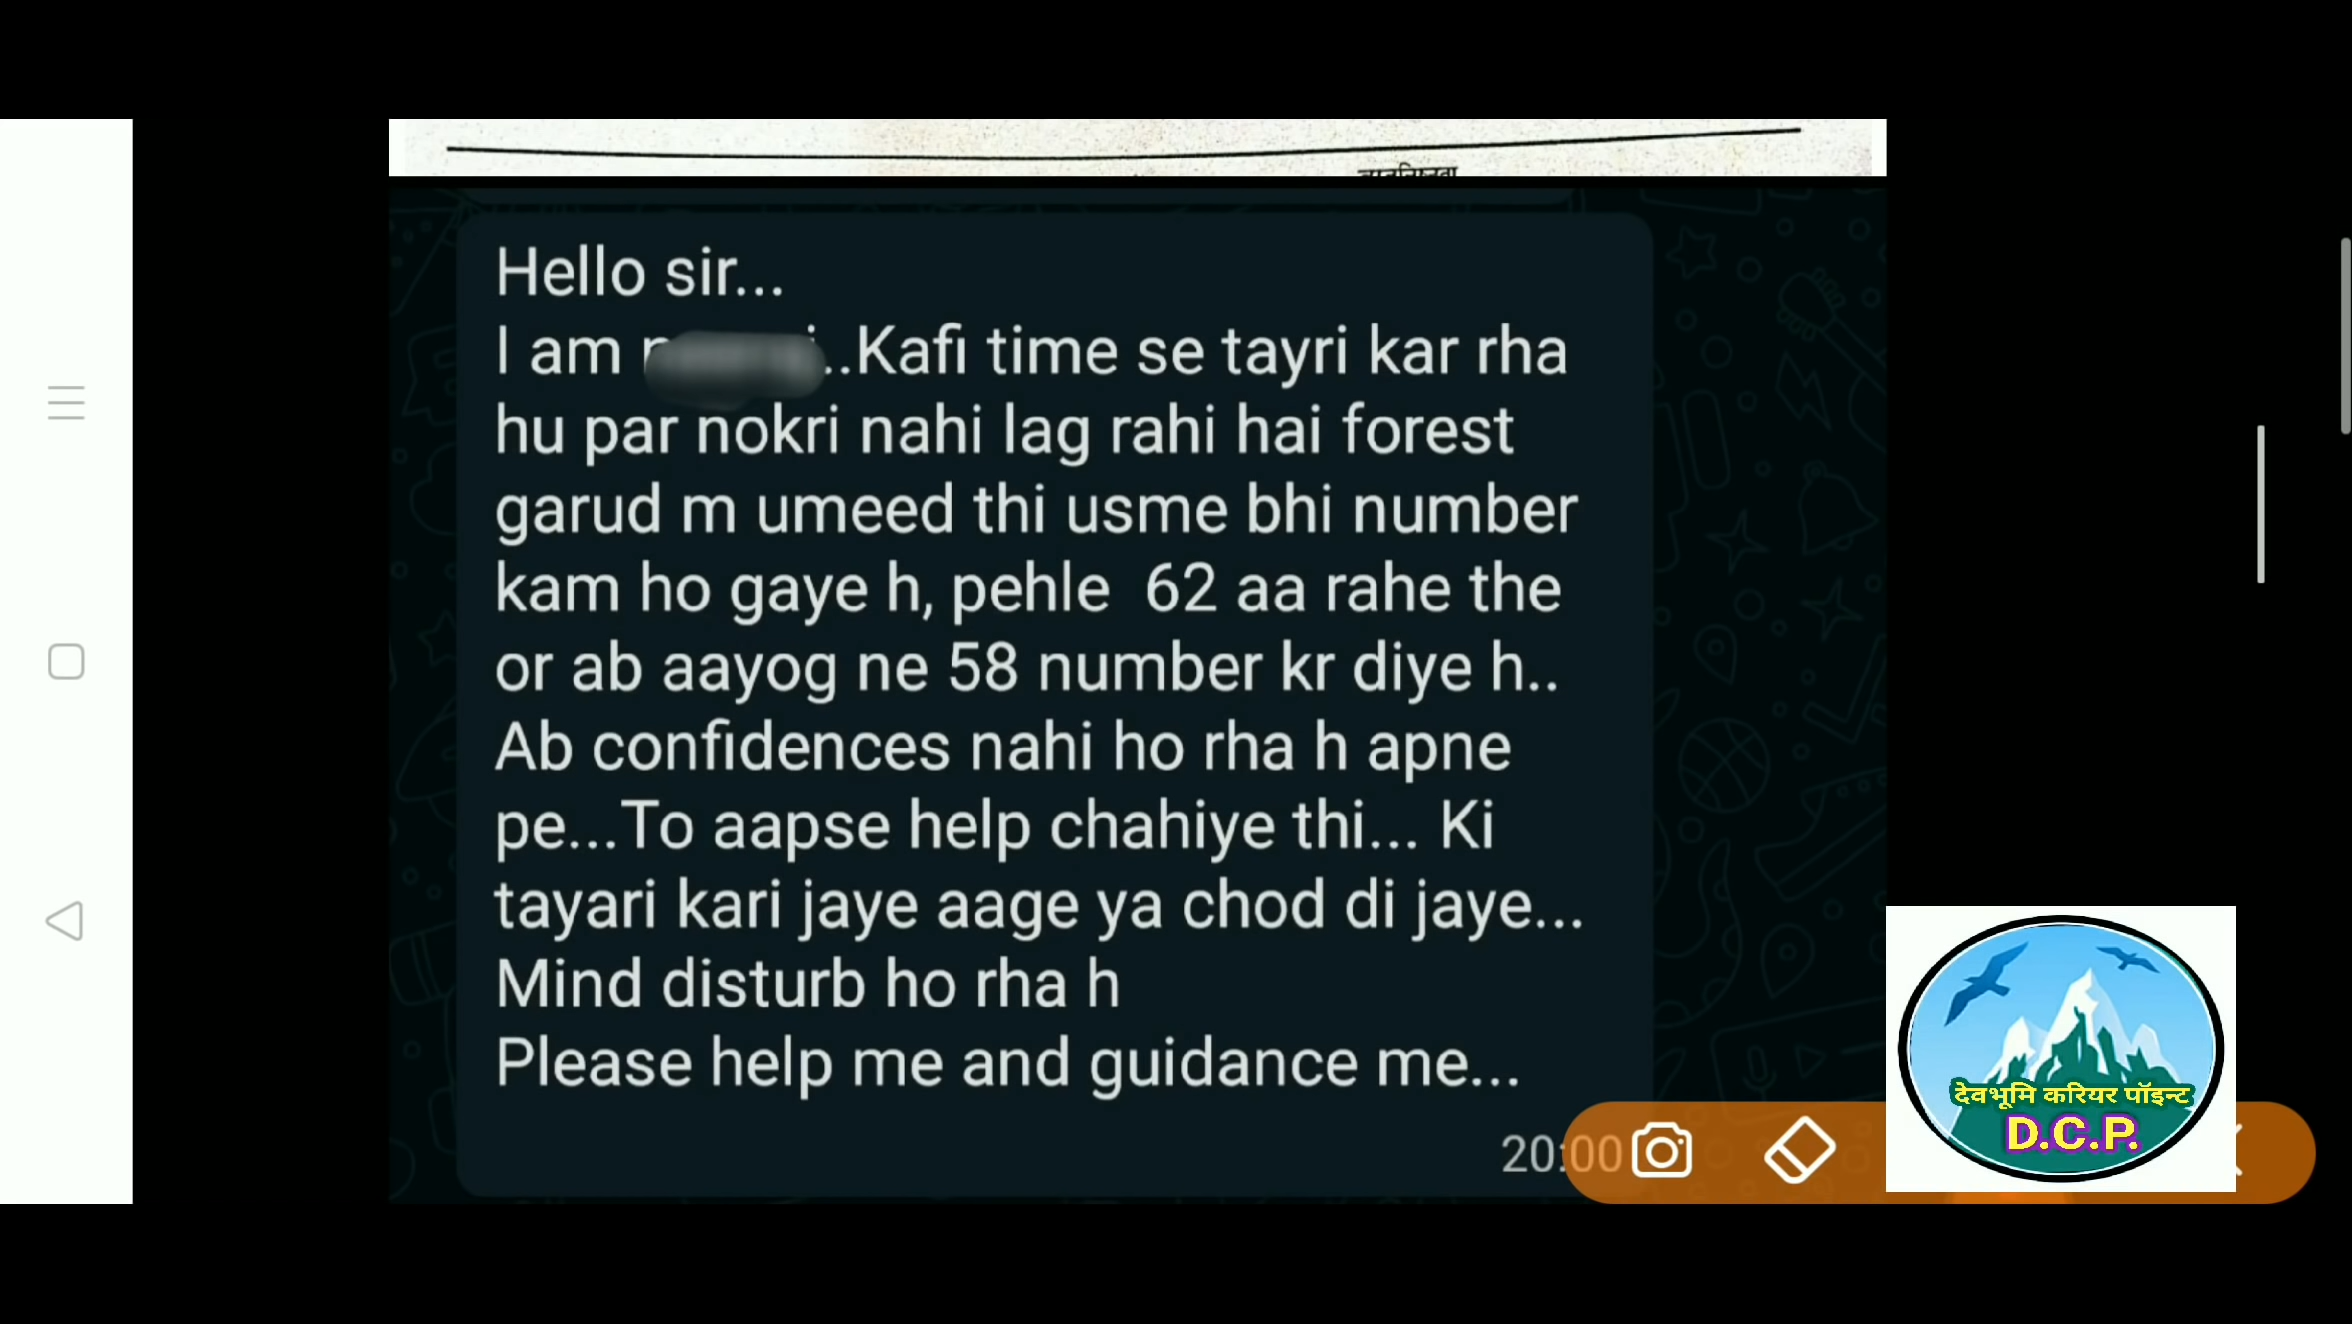 Hello sir...
I am ..Kafi time se tayri kar rha
hu par nokri nahi lag rahi hai forest
garud m umeed thi usme bhi number
kam ho gaye h, pehle 62 aa rahe the
or ab aayog ne 58 number kr diye h..
Ab confidences nahi ho rha h apne
pe...To aapse help chahiye thi... Ki
tayari kari jaye aage ya chod di jaye...
Mind disturb ho rha h
Please help me and guidance me...
20:00
देवभूमि करियर पॉइन्ट
D.C.P.